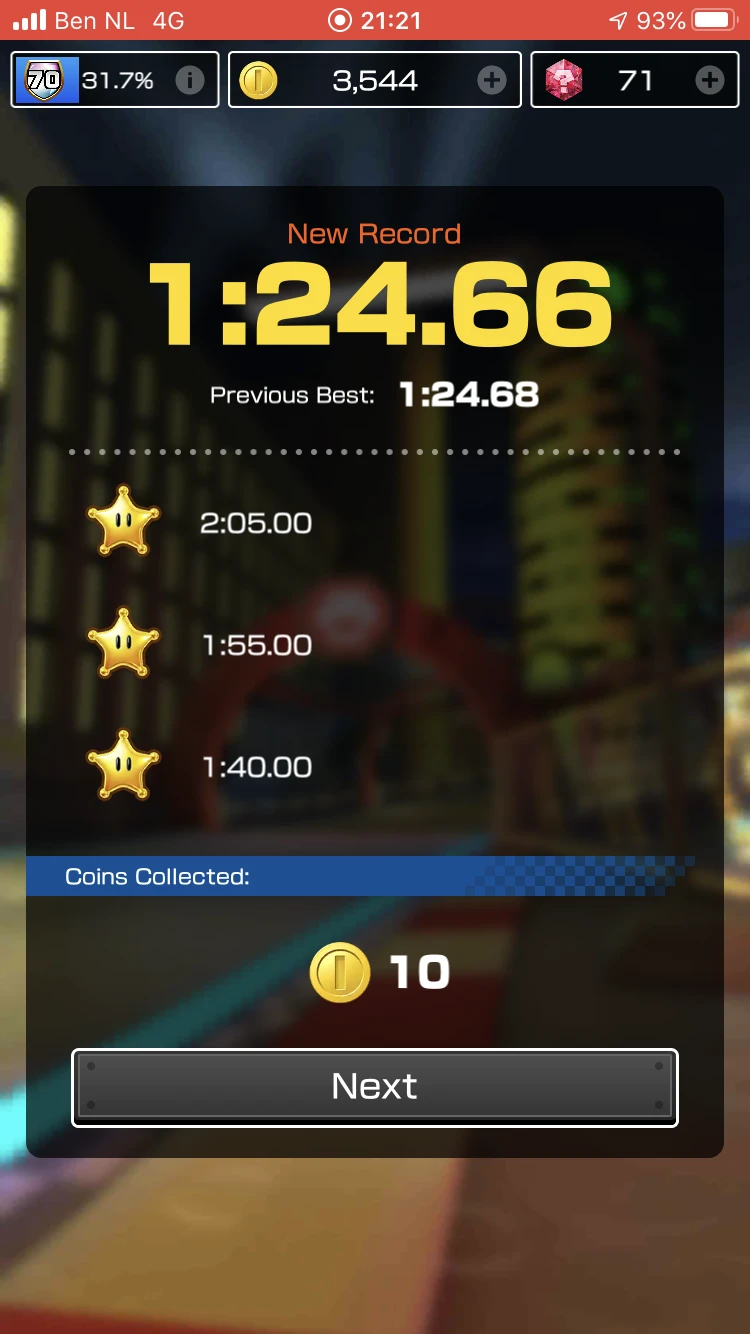 Ben NL 4G 21:21 93%
70 31.7% i 3,544 + 71 +
New Record
1:24.66
Previous Best: 1:24.68
2:05.00
1:55.00
1:40.00
Coins Collected:
10
Next